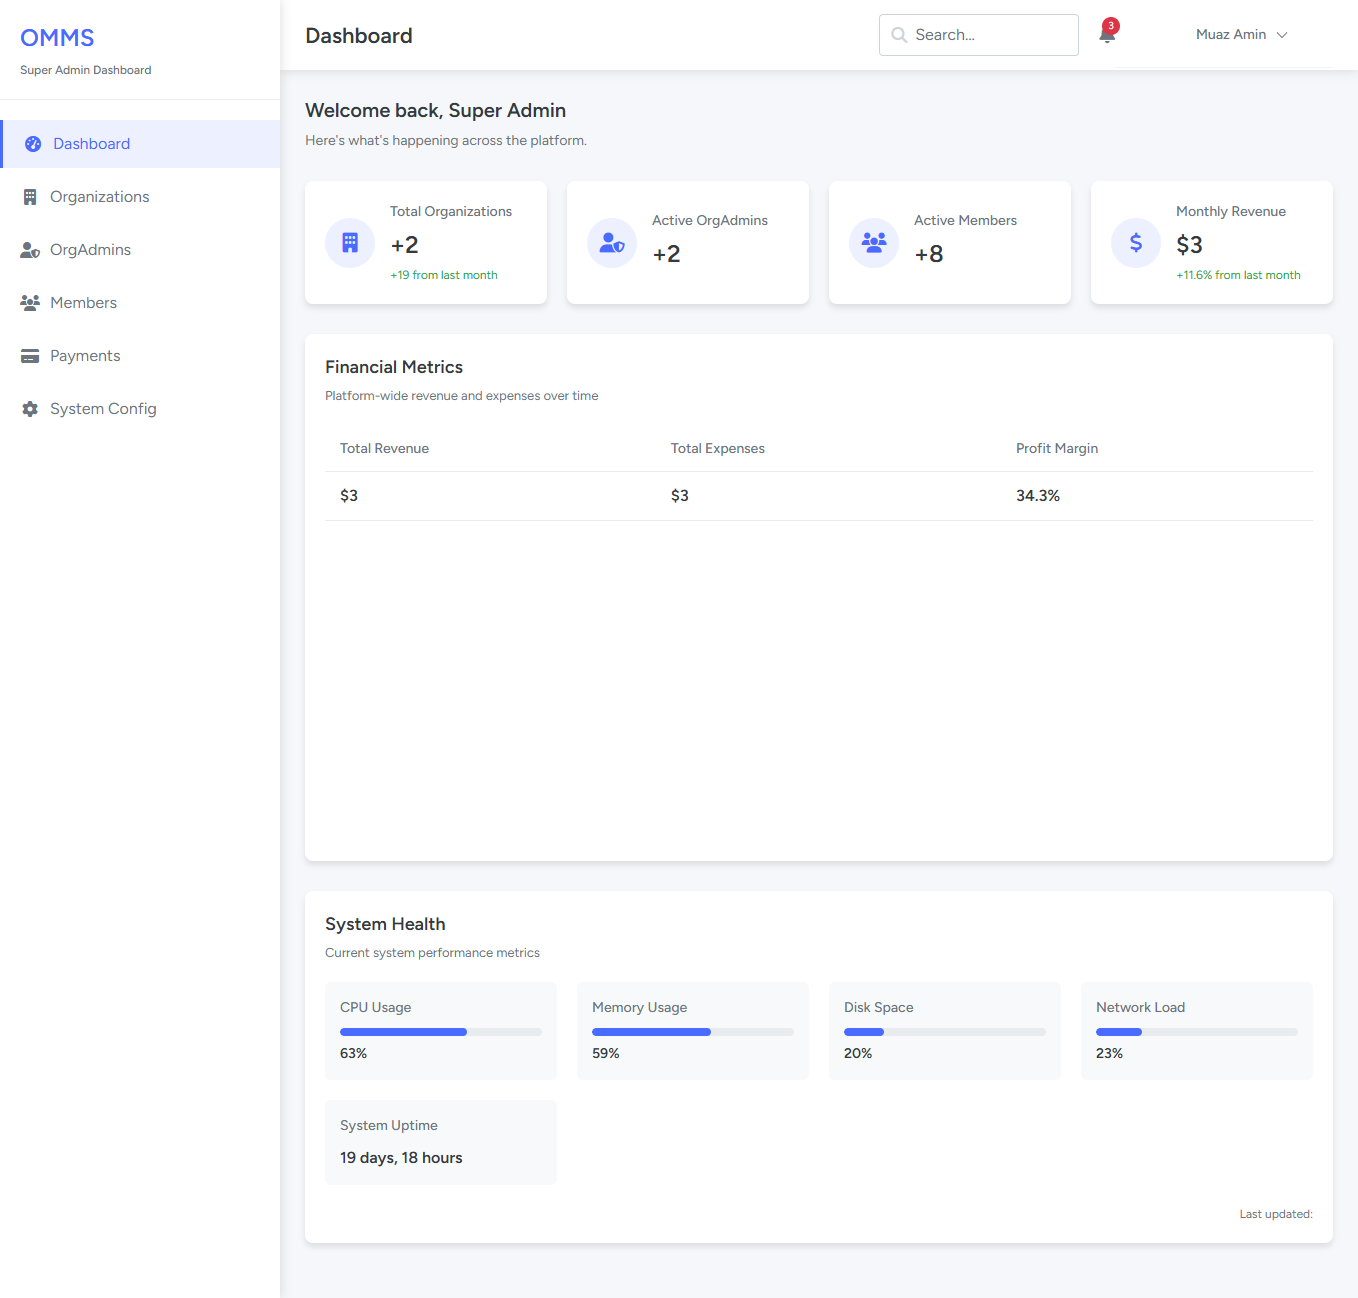 OMMS
Super Admin Dashboard
Dashboard
Organizations
OrgAdmins
Members
Payments
System Config
Dashboard
Search...
3
Muaz Amin
Welcome back, Super Admin
Here's what's happening across the platform.
Total Organizations
+2
+19 from last month
Active OrgAdmins
+2
Active Members
+8
Monthly Revenue
$3
+11.6% from last month
Financial Metrics
Platform-wide revenue and expenses over time
Total Revenue Total Expenses Profit Margin
$3 $3 34.3%
System Health
Current system performance metrics
CPU Usage
63%
Memory Usage
59%
Disk Space
20%
Network Load
23%
System Uptime
19 days, 18 hours
Last updated: